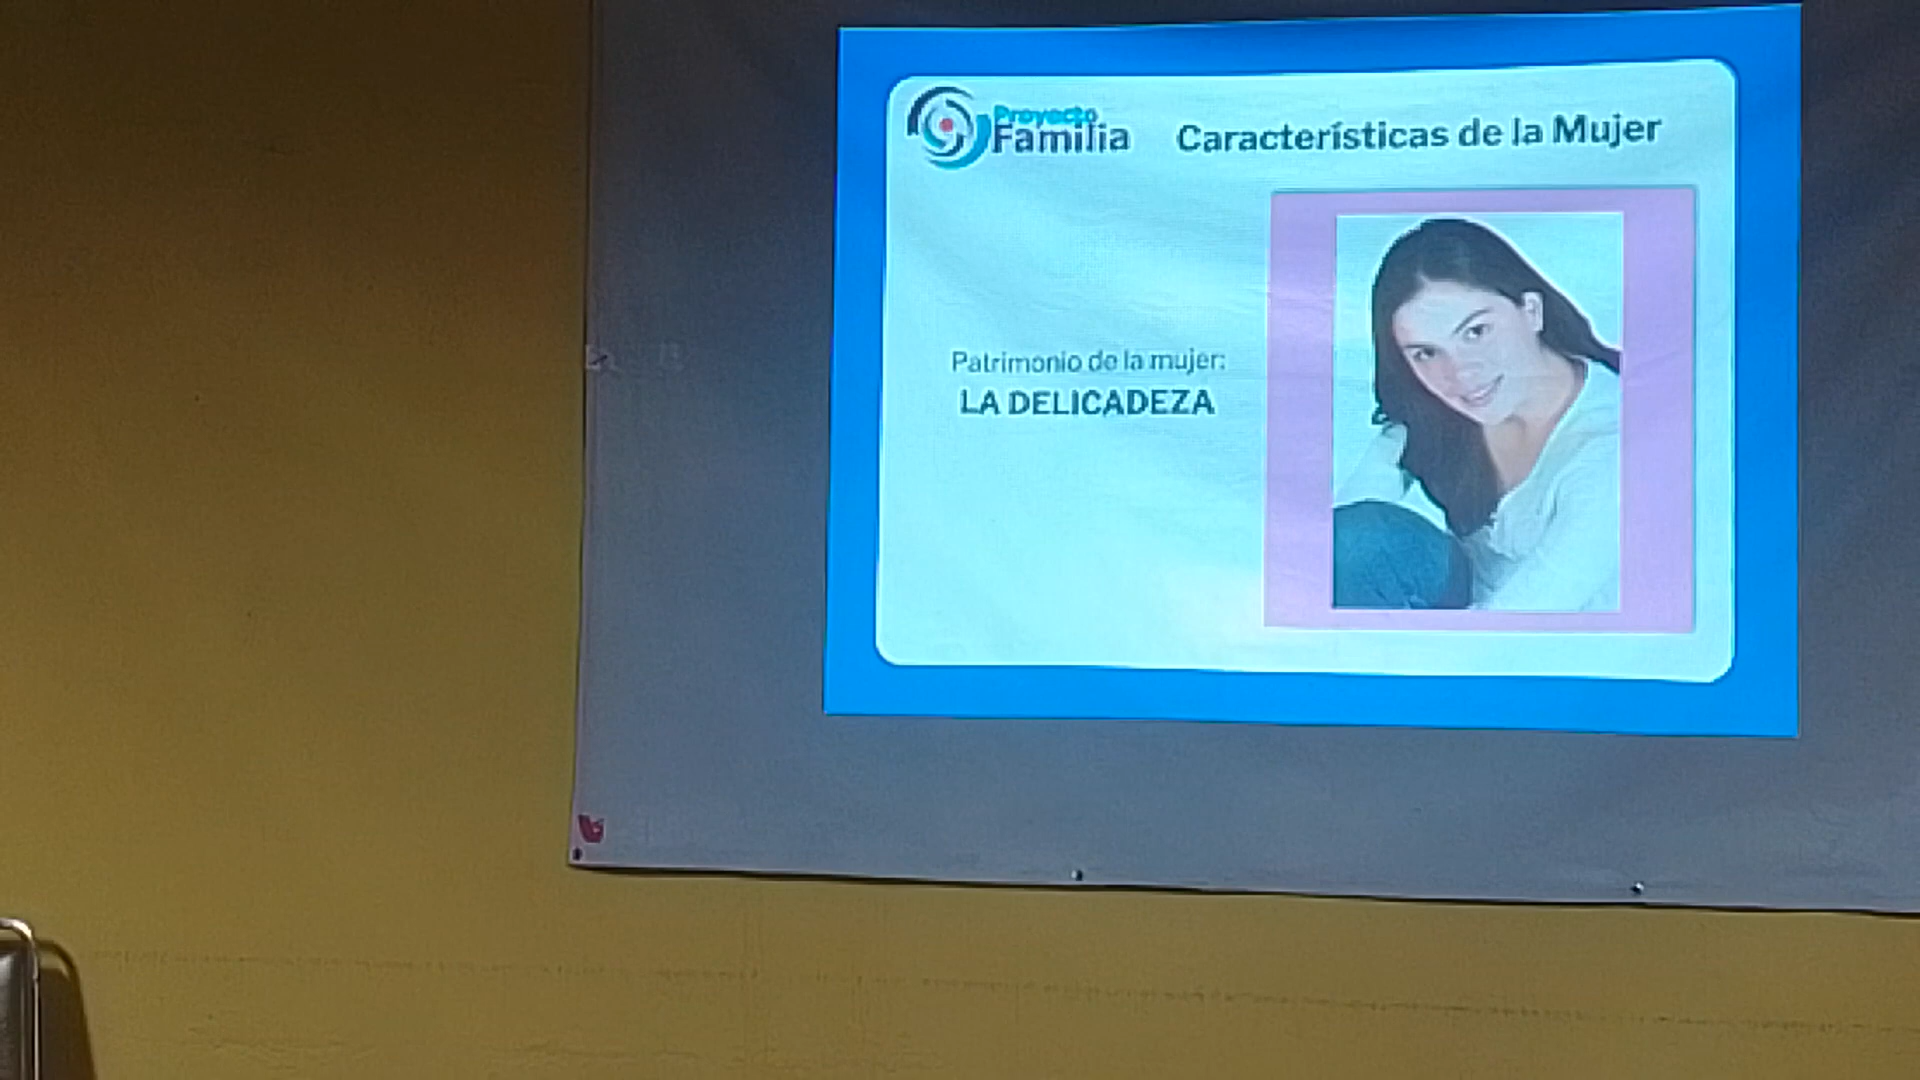 Proyecto
Familia
Características de la Mujer
Patrimonio de la mujer:
LA DELICADEZA